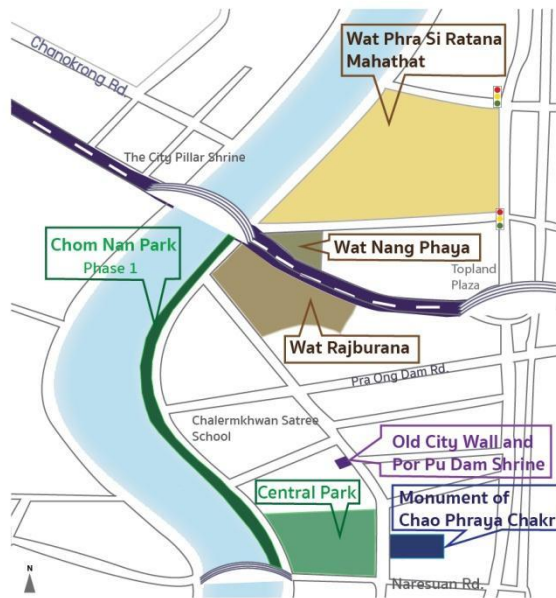 Wat Phra Si Ratana
Mahathat
Chanokrong Rd.
The City Pillar Shrine
Chom Nan Park
Phase 1
Wat Nang Phaya
Topland
Plaza
Wat Rajburana
Pra Ong Dam Rd.
Chalermkhwan Satree
School
Old City Wall and
Por Pu Dam Shrine
Central Park
Monument of
Chao Phraya Chakr
N
Naresuan Rd.